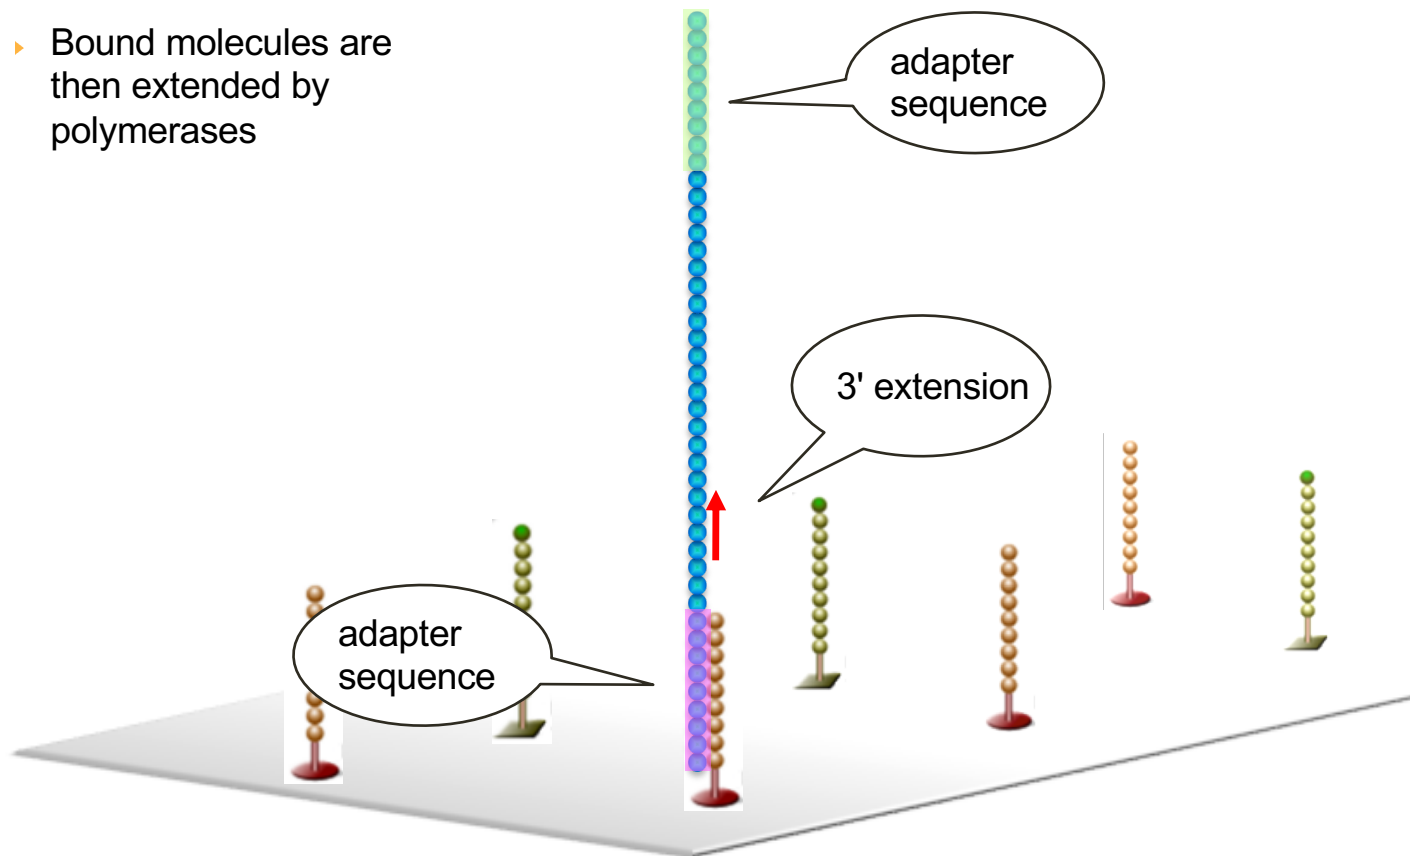 Bound molecules are
then extended by
polymerases
adapter
sequence
3' extension
adapter
sequence